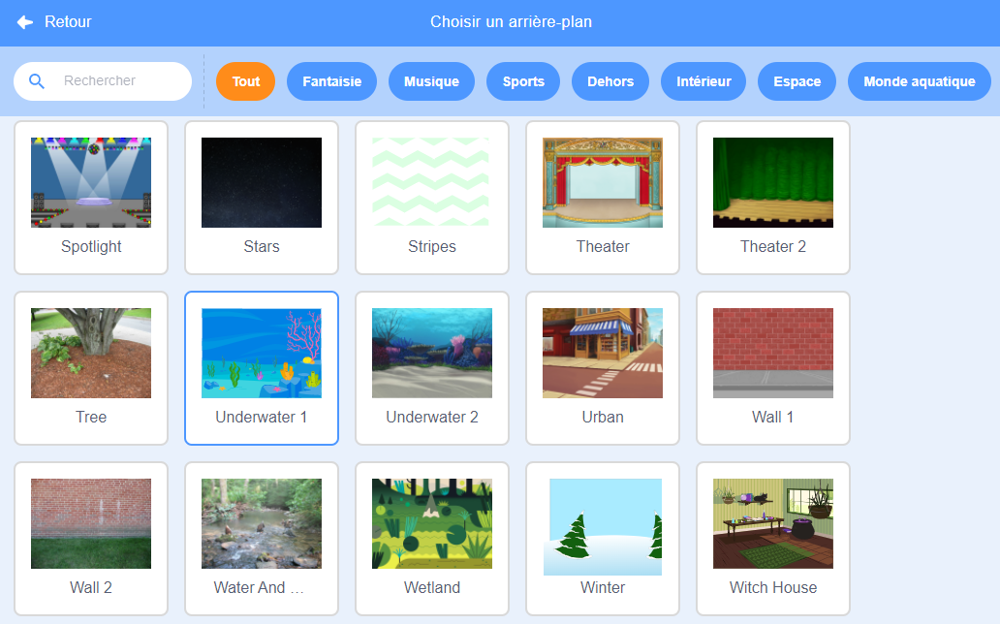 Retour
Choisir un arrière-plan
Rechercher
Tout
Fantaisie
Musique
Sports
Dehors
Intérieur
Espace
Monde aquatique
Spotlight
Stars
Stripes
Theater
Theater 2
Tree
Underwater 1
Underwater 2
Urban
Wall 1
Wall 2
Water And ...
Wetland
Winter
Witch House